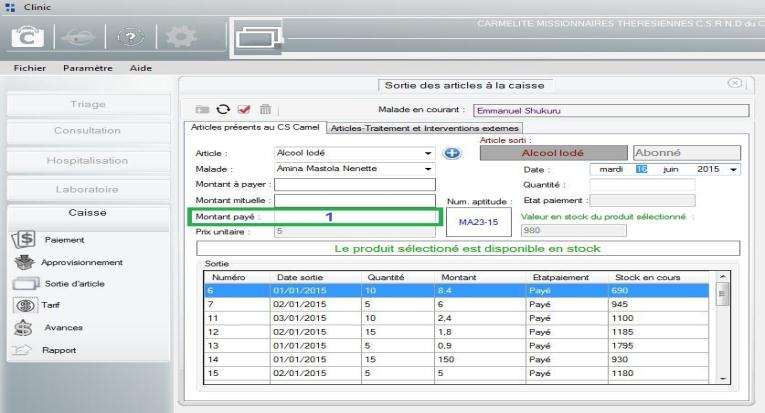 Clinic
CARMELITE MISSIONNAIRES THERESIENNES C.S R.N.D du C
Fichier Paramètre Aide
Sortie des articles à la caisse
Triage
Consultation
Hospitalisation
Laboratoire
Caisse
Paiement
Approvisionnement
Sortie d'article
Tarif
Avances
Rapport
Malade en courant : Emmanuel Shukuru
Articles présents au CS Camel Articles-Traitement et Interventions externes
Article sorti :
Article : Alcool Iodé Alcool Iodé Abonné
Malade : Amina Mastola Nenette Date : mardi 16 juin 2015
Montant à payer : Quantité :
Montant mituelle : Num. aptitude : Etat paiement :
Montant payé : 1 MA23-15 Valeur en stock du produit sélectionné :
Prix unitaire : 5 980
Le produit sélectioné est disponible en stock
Sortie
Numéro Date sortie Quantité Montant Etatpaiement Stock en cours
6 01/01/2015 10 8,4 Payé 690
7 02/01/2015 5 6 Payé 945
11 03/01/2015 10 2,4 Payé 1100
12 02/01/2015 15 1,8 Payé 1185
13 01/01/2015 5 0,9 Payé 1795
14 01/01/2015 15 150 Payé 930
15 02/01/2015 5 5 Payé 1180